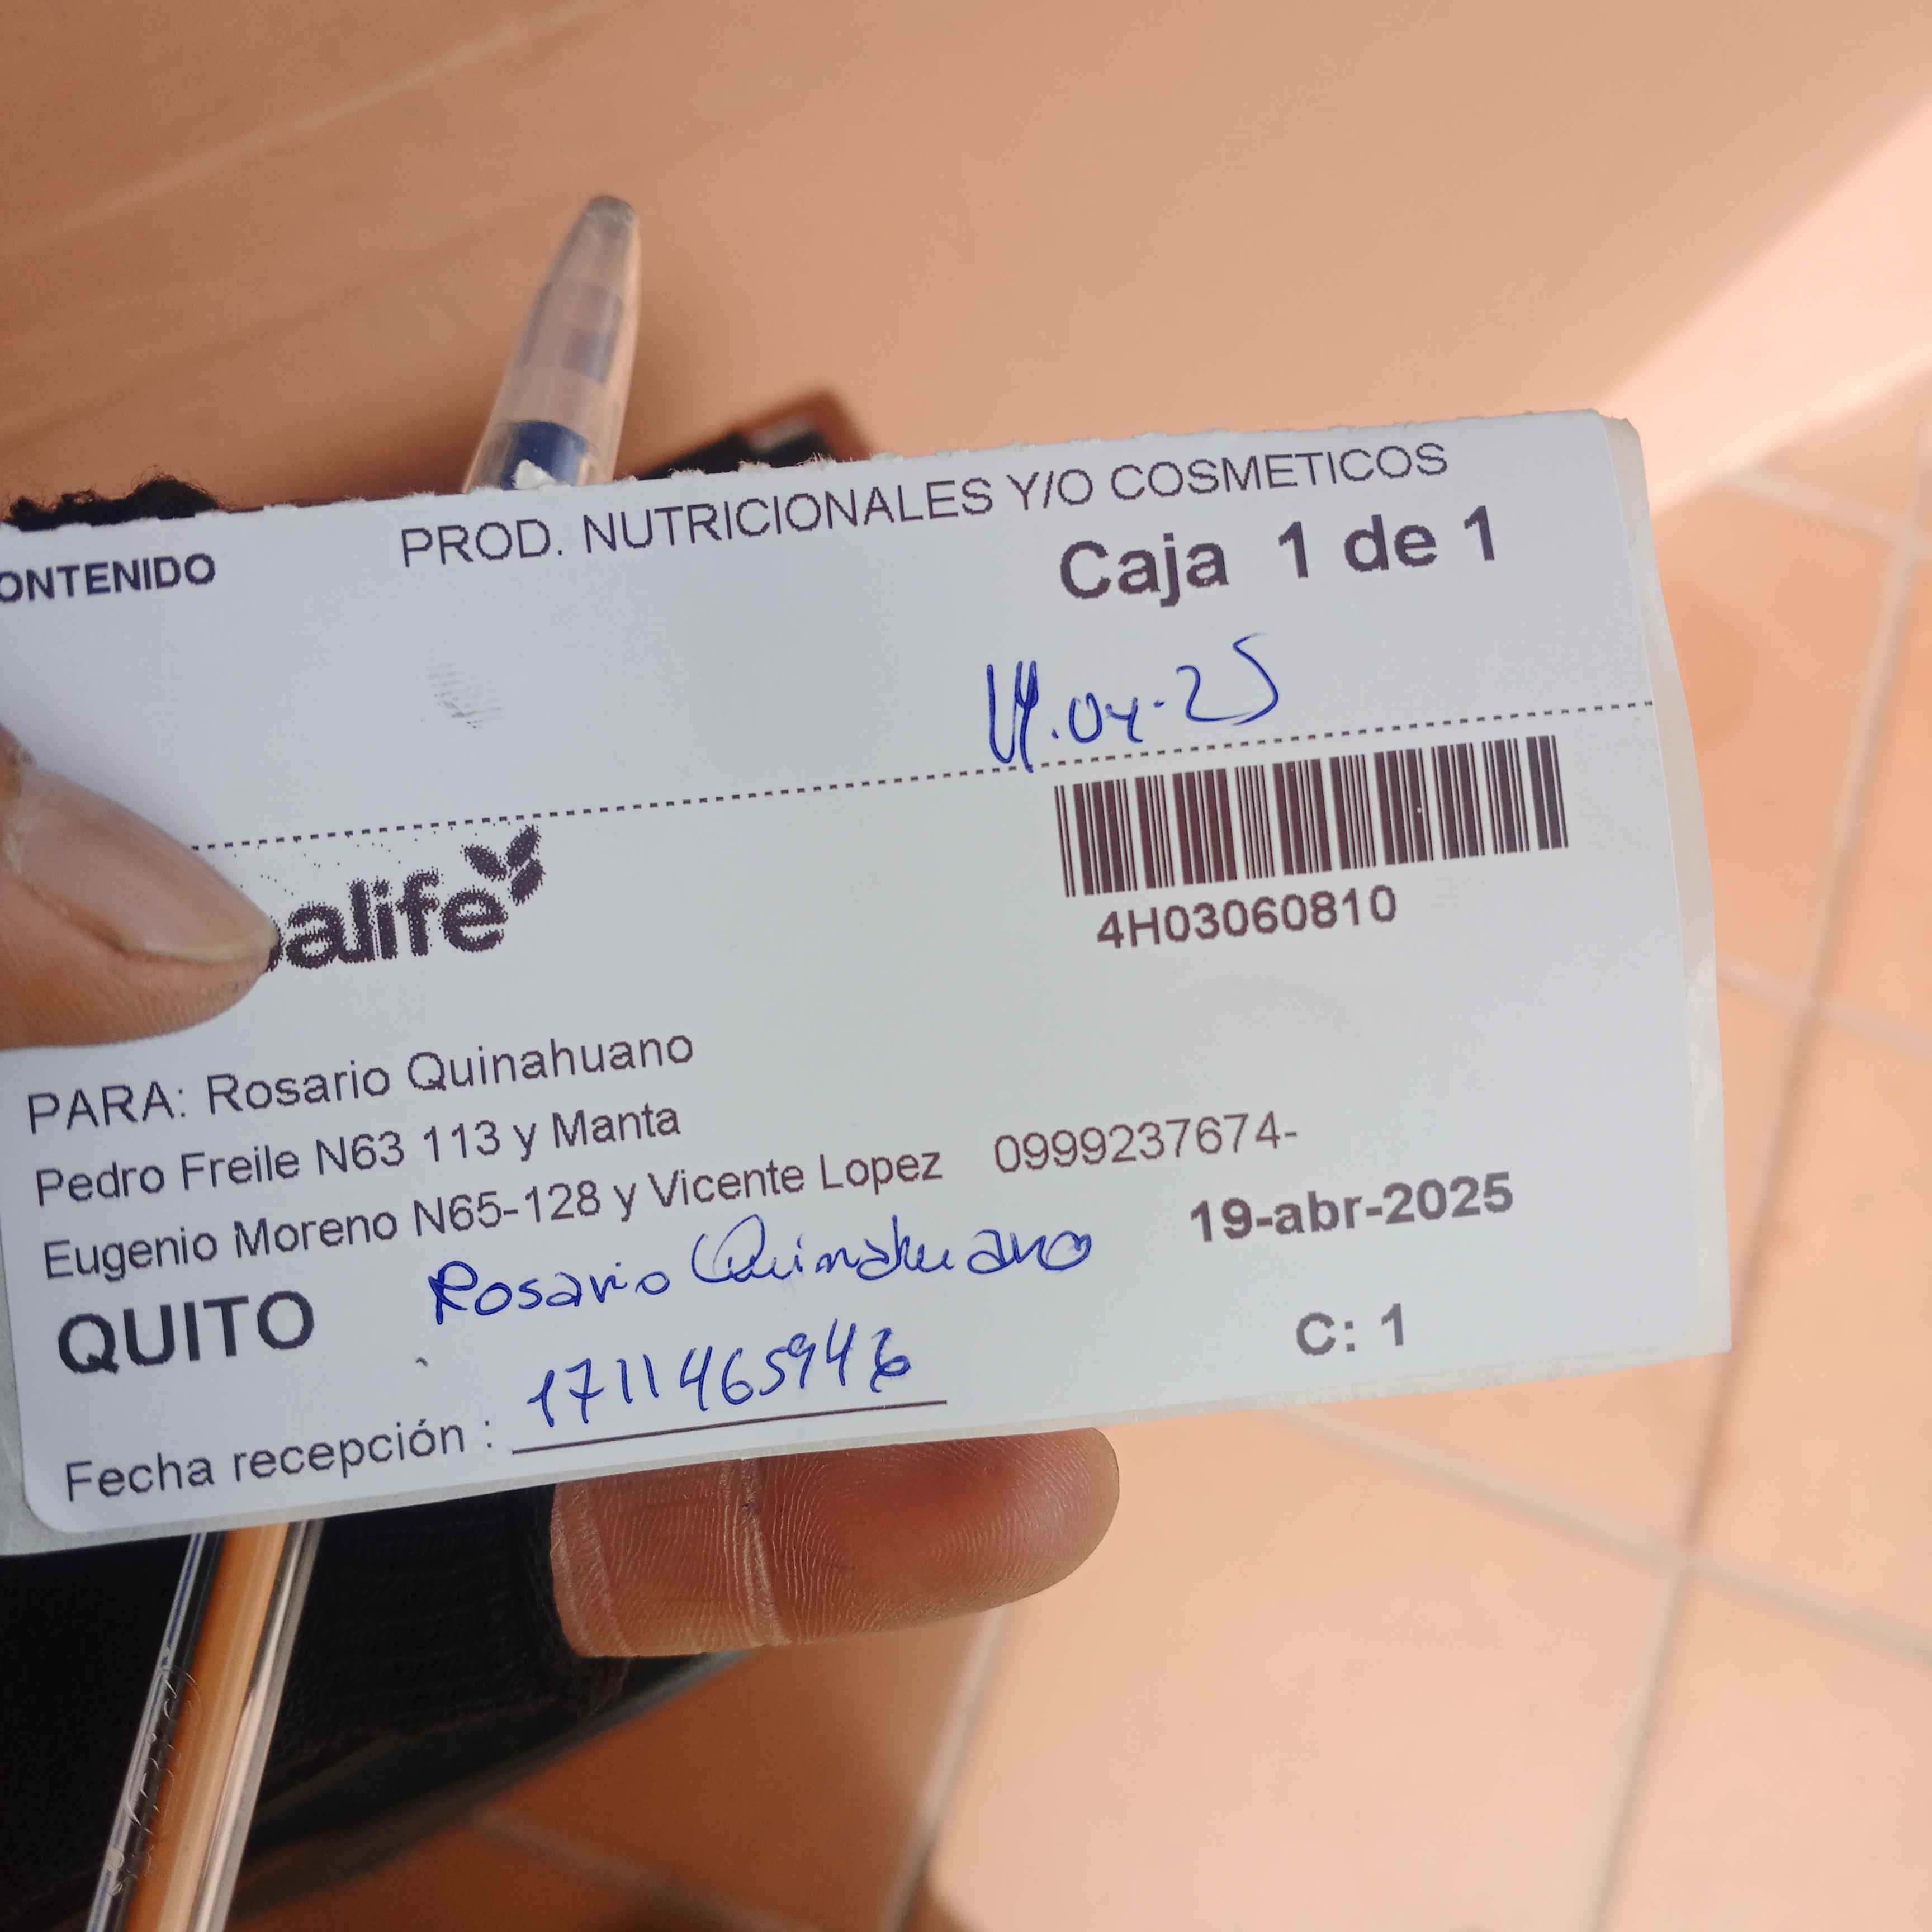 ONTENIDO PROD. NUTRICIONALES Y/O COSMETICOS
Caja 1 de 1
04-25
4H03060810
alife
PARA: Rosario Quinahuano
Pedro Freile N63 113 y Manta
Eugenio Moreno N65-128 y Vicente Lopez 0999237674-
19-abr-2025
QUITO Rosario Quinahuano
C: 1
Fecha recepción : 1711465946